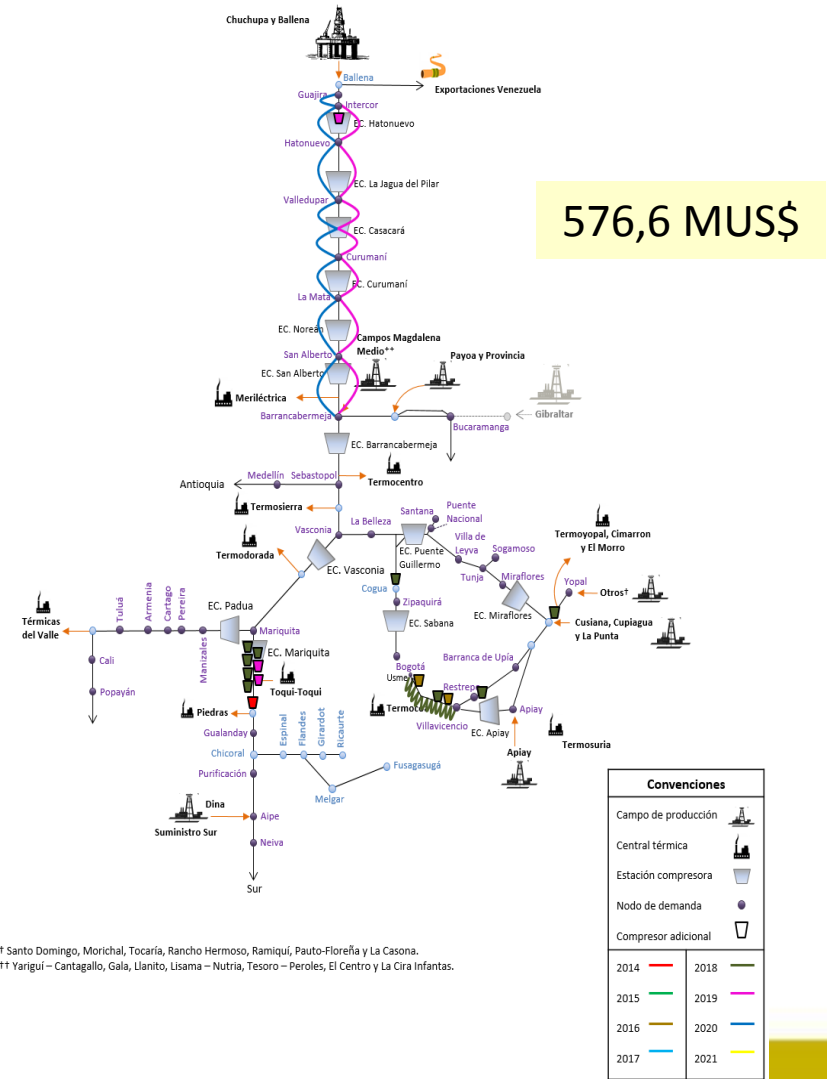 Chuchupa y Ballena
Ballena
Exportaciones Venezuela
Guajira
Intercor
EC. Hatonuevo
Hatonuevo
EC. La Jagua del Pilar
Valledupar
576,6 MUS$
EC. Casacará
Curumaní
EC. Curumaní
La Mata
EC. Noreán
Campos Magdalena
Medio⁺⁺
San Alberto
Payoa y Provincia
EC. San Alberto
Meriléctrica
Barrancabermeja
Gibraltar
Bucaramanga
EC. Barrancabermeja
Medellín
Sebastopol
Antioquia
Termocentro
Termosierra
Santana
Puente
Nacional
Vasconia
La Belleza
Villa de
Leyva
Sogamoso
Termoyopal, Cimarron
y El Morro
Termodorada
EC. Vasconia
EC. Puente
Guillermo
Tunja
Miraflores
Yopal
Otros†
Cogua
Zipaquirá
EC. Miraflores
Cusiana, Cupiagua
y La Punta
Térmicas
del Valle
Tuluá
Armenia
Cartago
Pereira
EC. Padua
Mariquita
EC. Sabana
Manizales
EC. Mariquita
Cali
Bogotá
Usme
Barranca de Upía
Toqui-Toqui
Restrepo
Popayán
Termoco
Villavicencio
Apiay
Piedras
EC. Apiay
Termosuria
Gualanday
Espinal
Flandes
Girardot
Ricaurte
Apiay
Chicoral
Fusagasugá
Purificación
Melgar
Dina
Suministro Sur
Aipe
Neiva
Sur
Convenciones
Campo de producción
Central térmica
Estación compresora
Nodo de demanda
Compresor adicional
2014
2018
2015
2019
2016
2020
2017
2021
† Santo Domingo, Morichal, Tocaría, Rancho Hermoso, Ramiquí, Pauto-Floreña y La Casona.
†† Yariguí – Cantagallo, Gala, Llanito, Lisama – Nutria, Tesoro – Peroles, El Centro y La Cira Infantas.